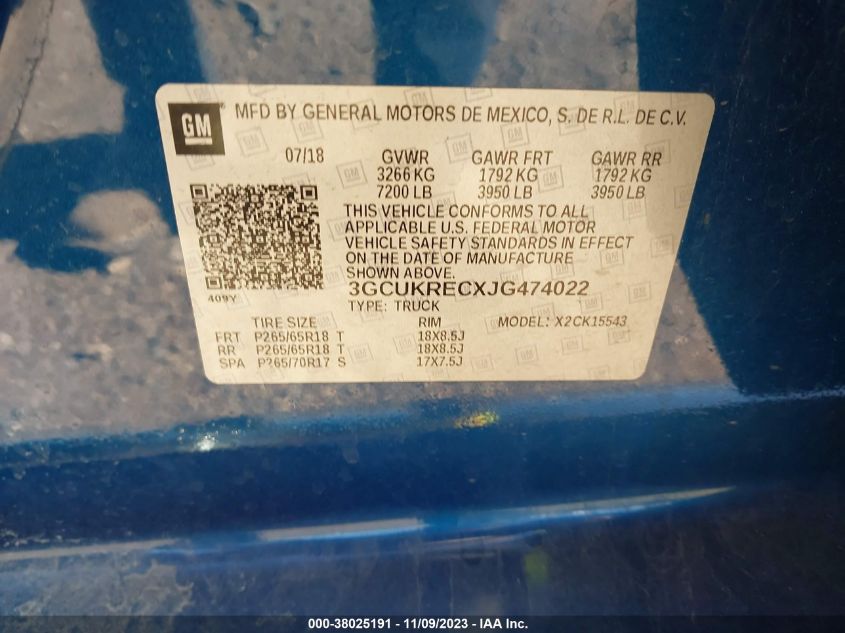 GM
MFD BY GENERAL MOTORS DE MEXICO, S. DE R.L. DE C.V.
07/18 GVWR GAWR FRT GAWR RR
3266 KG 1792 KG 1792 KG
7200 LB 3950 LB 3950 LB
THIS VEHICLE CONFORMS TO ALL
APPLICABLE U.S. FEDERAL MOTOR
VEHICLE SAFETY STANDARDS IN EFFECT
ON THE DATE OF MANUFACTURE
SHOWN ABOVE.
3GCUKRECXJG474022
409Y
TYPE: TRUCK
TIRE SIZE RIM MODEL: X2CK15543
FRT P265/65R18 T 18X8.5J
RR P265/65R18 T 18X8.5J
SPA P265/70R17 S 17X7.5J
000-38025191 - 11/09/2023 - IAA Inc.